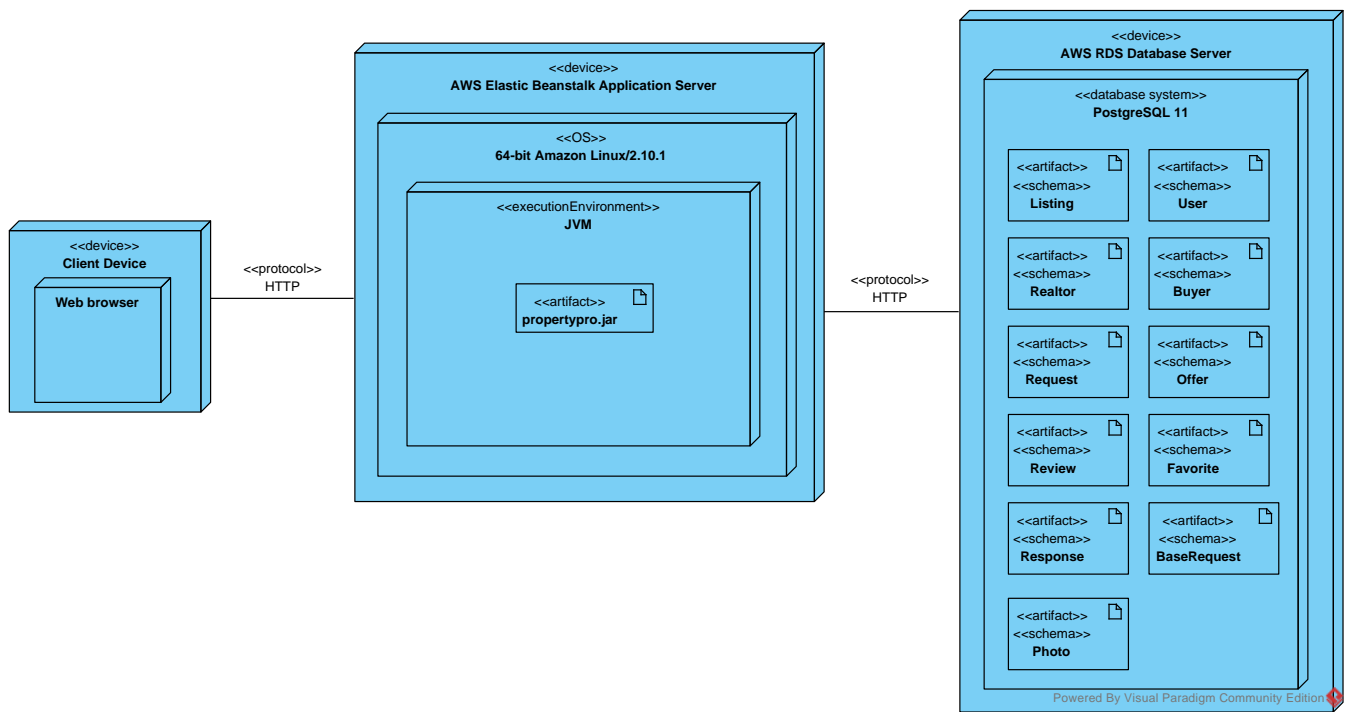 <<device>>
Client Device
Web browser
<<protocol>>
HTTP
<<device>>
AWS Elastic Beanstalk Application Server
<<OS>>
64-bit Amazon Linux/2.10.1
<<executionEnvironment>>
JVM
<<artifact>>
propertypro.jar
<<protocol>>
HTTP
<<device>>
AWS RDS Database Server
<<database system>>
PostgreSQL 11
<<artifact>>
<<schema>>
Listing
<<artifact>>
<<schema>>
User
<<artifact>>
<<schema>>
Realtor
<<artifact>>
<<schema>>
Buyer
<<artifact>>
<<schema>>
Request
<<artifact>>
<<schema>>
Offer
<<artifact>>
<<schema>>
Review
<<artifact>>
<<schema>>
Favorite
<<artifact>>
<<schema>>
Response
<<artifact>>
<<schema>>
BaseRequest
<<artifact>>
<<schema>>
Photo
Powered By Visual Paradigm Community Edition